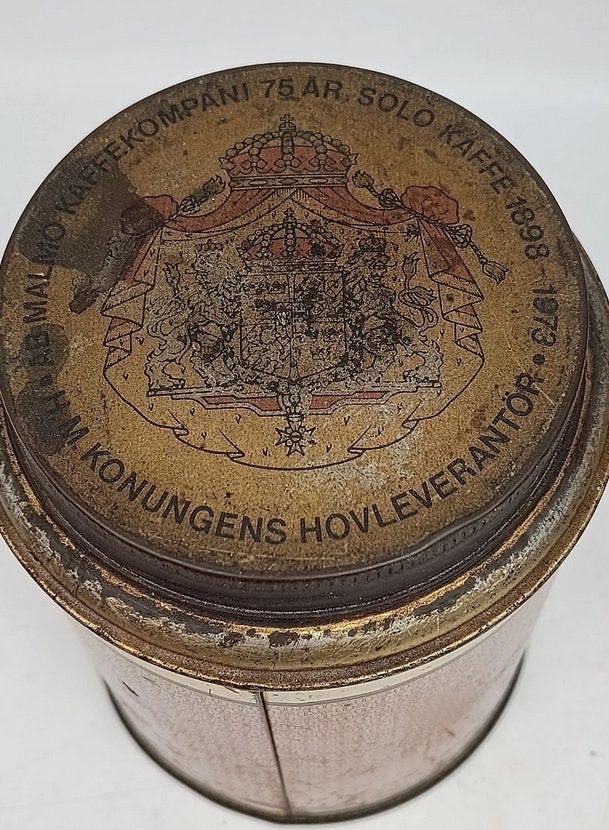 AB MALMÖ KAFFEKOMPANI 75 ÅR. SOLO KAFFE 1898-1973
H M KONUNGENS HOVLEVERANTÖR